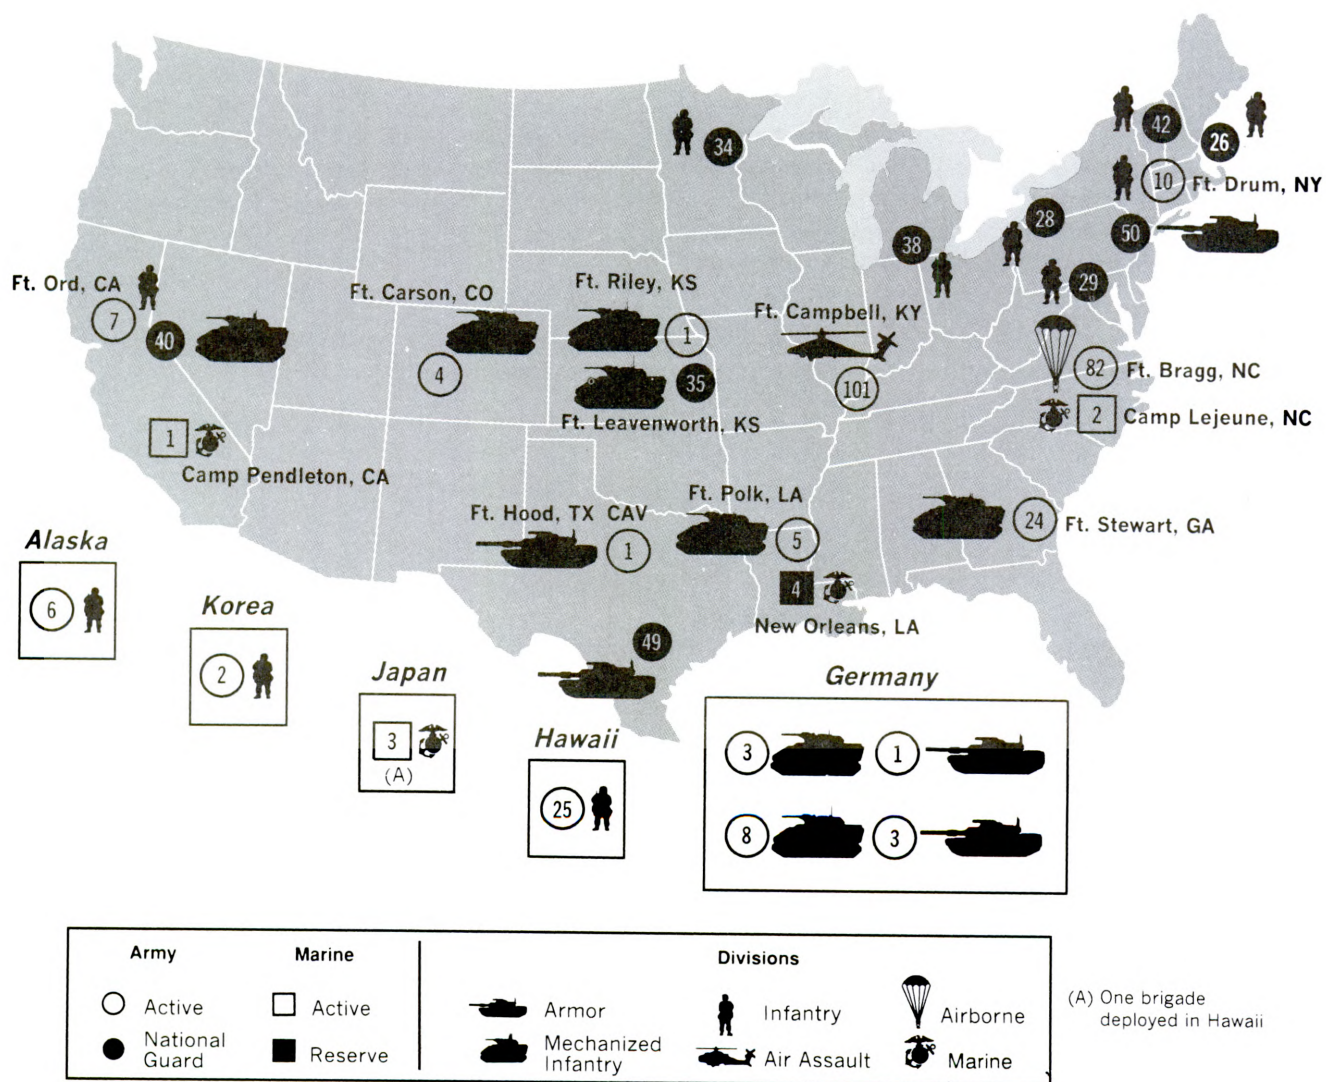 42
26
34
10
Ft. Drum, NY
28
50
38
29
Ft. Ord, CA
7
40
Ft. Carson, CO
4
Ft. Riley, KS
1
35
Ft. Leavenworth, KS
Ft. Campbell, KY
101
82
Ft. Bragg, NC
2
Camp Lejeune, NC
1
Camp Pendleton, CA
Ft. Hood, TX CAV
1
Ft. Polk, LA
5
24
Ft. Stewart, GA
4
New Orleans, LA
49
Alaska
6
Korea
2
Japan
3
(A)
Hawaii
25
Germany
3
1
8
3
Army
Active
National
Guard
Marine
Active
Reserve
Divisions
Armor
Mechanized
Infantry
Infantry
Air Assault
Airborne
Marine
(A) One brigade
deployed in Hawaii